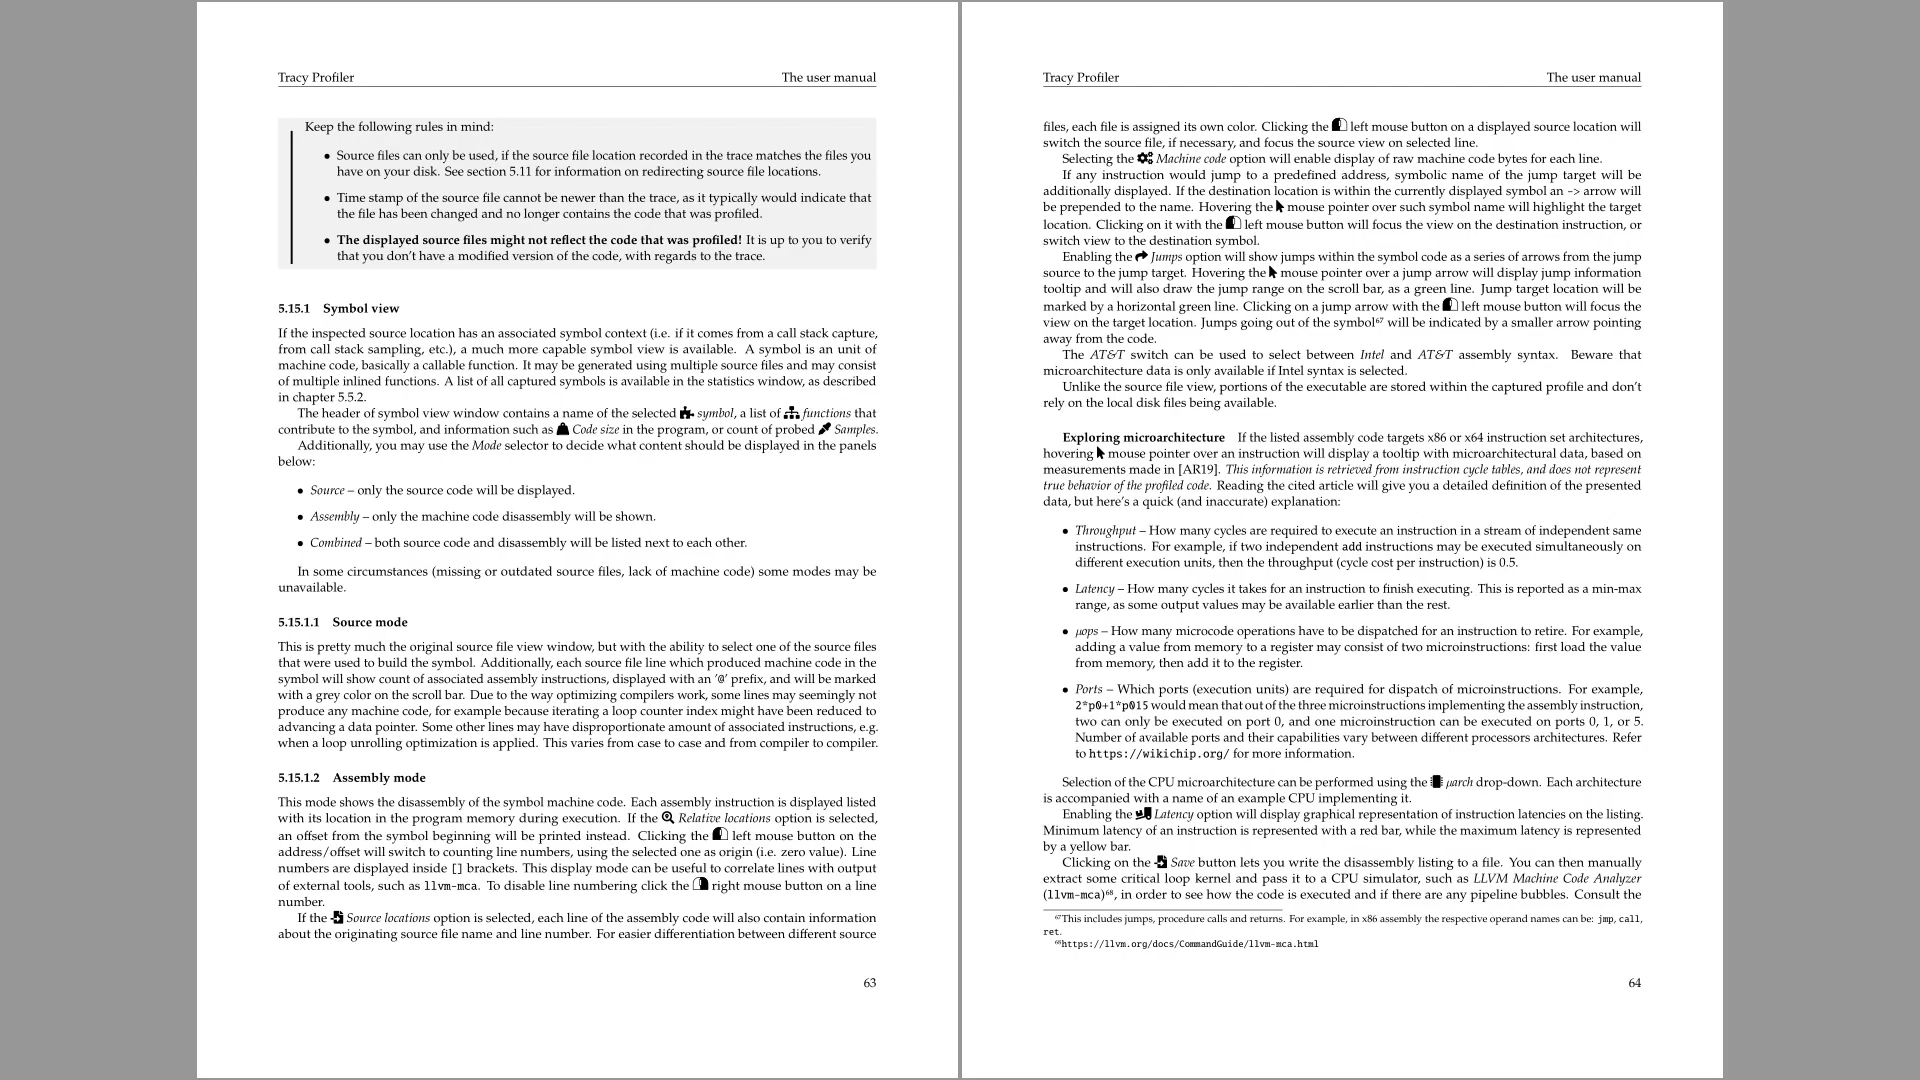 Tracy Profiler The user manual
Keep the following rules in mind:
• Source files can only be used, if the source file location recorded in the trace matches the files you
have on your disk. See section 5.11 for information on redirecting source file locations.
• Time stamp of the source file cannot be newer than the trace, as it typically would indicate that
the file has been changed and no longer contains the code that was profiled.
• The displayed source files might not reflect the code that was profiled! It is up to you to verify
that you don't have a modified version of the code, with regards to the trace.
5.15.1 Symbol view
If the inspected source location has an associated symbol context (i.e. if it comes from a call stack capture,
from call stack sampling, etc.), a much more capable symbol view is available. A symbol is an unit of
machine code, basically a callable function. It may be generated using multiple source files and may consist
of multiple inlined functions. A list of all captured symbols is available in the statistics window, as described
in chapter 5.5.2.
The header of symbol view window contains a name of the selected symbol, a list of functions that
contribute to the symbol, and information such as Code size in the program, or count of probed Samples.
Additionally, you may use the Mode selector to decide what content should be displayed in the panels
below:
• Source – only the source code will be displayed.
• Assembly – only the machine code disassembly will be shown.
• Combined – both source code and disassembly will be listed next to each other.
In some circumstances (missing or outdated source files, lack of machine code) some modes may be
unavailable.
5.15.1.1 Source mode
This is pretty much the original source file view window, but with the ability to select one of the source files
that were used to build the symbol. Additionally, each source file line which produced machine code in the
symbol will show count of associated assembly instructions, displayed with an '@' prefix, and will be marked
with a grey color on the scroll bar. Due to the way optimizing compilers work, some lines may seemingly not
produce any machine code, for example because iterating a loop counter index might have been reduced to
advancing a data pointer. Some other lines may have disproportionate amount of associated instructions, e.g.
when a loop unrolling optimization is applied. This varies from case to case and from compiler to compiler.
5.15.1.2 Assembly mode
This mode shows the disassembly of the symbol machine code. Each assembly instruction is displayed listed
with its location in the program memory during execution. If the Relative locations option is selected,
an offset from the symbol beginning will be printed instead. Clicking the left mouse button on the
address/offset will switch to counting line numbers, using the selected one as origin (i.e. zero value). Line
numbers are displayed inside [] brackets. This display mode can be useful to correlate lines with output
of external tools, such as llvm-mca. To disable line numbering click the right mouse button on a line
number.
If the Source locations option is selected, each line of the assembly code will also contain information
about the originating source file name and line number. For easier differentiation between different source
63
Tracy Profiler The user manual
files, each file is assigned its own color. Clicking the left mouse button on a displayed source location will
switch the source file, if necessary, and focus the source view on selected line.
Selecting the Machine code option will enable display of raw machine code bytes for each line.
If any instruction would jump to a predefined address, symbolic name of the jump target will be
additionally displayed. If the destination location is within the currently displayed symbol an -> arrow will
be prepended to the name. Hovering the mouse pointer over such symbol name will highlight the target
location. Clicking on it with the left mouse button will focus the view on the destination instruction, or
switch view to the destination symbol.
Enabling the Jumps option will show jumps within the symbol code as a series of arrows from the jump
source to the jump target. Hovering the mouse pointer over a jump arrow will display jump information
tooltip and will also draw the jump range on the scroll bar, as a green line. Jump target location will be
marked by a horizontal green line. Clicking on a jump arrow with the left mouse button will focus the
view on the target location. Jumps going out of the symbol⁶⁷ will be indicated by a smaller arrow pointing
away from the code.
The AT&T switch can be used to select between Intel and AT&T assembly syntax. Beware that
microarchitecture data is only available if Intel syntax is selected.
Unlike the source file view, portions of the executable are stored within the captured profile and don't
rely on the local disk files being available.
Exploring microarchitecture If the listed assembly code targets x86 or x64 instruction set architectures,
hovering mouse pointer over an instruction will display a tooltip with microarchitectural data, based on
measurements made in [AR19]. This information is retrieved from instruction cycle tables, and does not represent
true behavior of the profiled code. Reading the cited article will give you a detailed definition of the presented
data, but here's a quick (and inaccurate) explanation:
• Throughput – How many cycles are required to execute an instruction in a stream of independent same
instructions. For example, if two independent add instructions may be executed simultaneously on
different execution units, then the throughput (cycle cost per instruction) is 0.5.
• Latency – How many cycles it takes for an instruction to finish executing. This is reported as a min-max
range, as some output values may be available earlier than the rest.
• μops – How many microcode operations have to be dispatched for an instruction to retire. For example,
adding a value from memory to a register may consist of two microinstructions: first load the value
from memory, then add it to the register.
• Ports – Which ports (execution units) are required for dispatch of microinstructions. For example,
2*p0+1*p015 would mean that out of the three microinstructions implementing the assembly instruction,
two can only be executed on port 0, and one microinstruction can be executed on ports 0, 1, or 5.
Number of available ports and their capabilities vary between different processors architectures. Refer
to https://wikichip.org/ for more information.
Selection of the CPU microarchitecture can be performed using the μarch drop-down. Each architecture
is accompanied with a name of an example CPU implementing it.
Enabling the Latency option will display graphical representation of instruction latencies on the listing.
Minimum latency of an instruction is represented with a red bar, while the maximum latency is represented
by a yellow bar.
Clicking on the Save button lets you write the disassembly listing to a file. You can then manually
extract some critical loop kernel and pass it to a CPU simulator, such as LLVM Machine Code Analyzer
(llvm-mca)⁶⁸, in order to see how the code is executed and if there are any pipeline bubbles. Consult the
⁶⁷This includes jumps, procedure calls and returns. For example, in x86 assembly the respective operand names can be: jmp, call,
ret.
⁶⁸https://llvm.org/docs/CommandGuide/llvm-mca.html
64